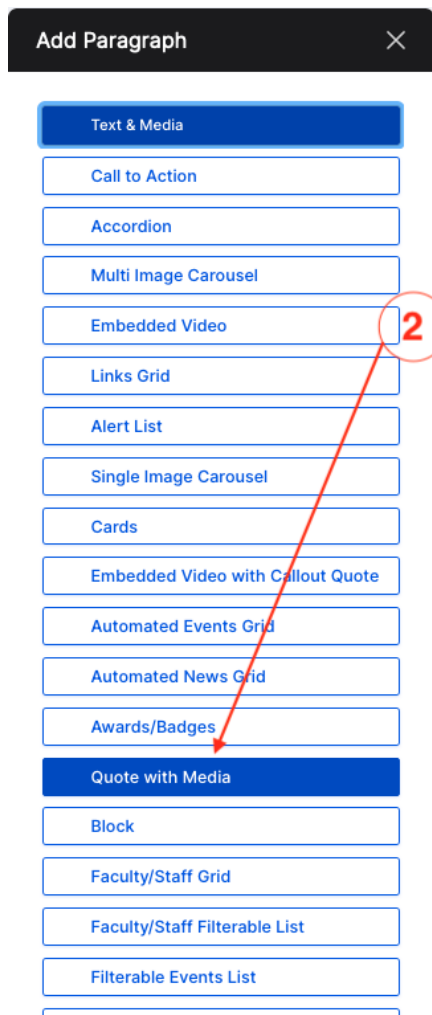 Add Paragraph
Text & Media
Call to Action
Accordion
Multi Image Carousel
Embedded Video
2
Links Grid
Alert List
Single Image Carousel
Cards
Embedded Video with Callout Quote
Automated Events Grid
Automated News Grid
Awards/Badges
Quote with Media
Block
Faculty/Staff Grid
Faculty/Staff Filterable List
Filterable Events List